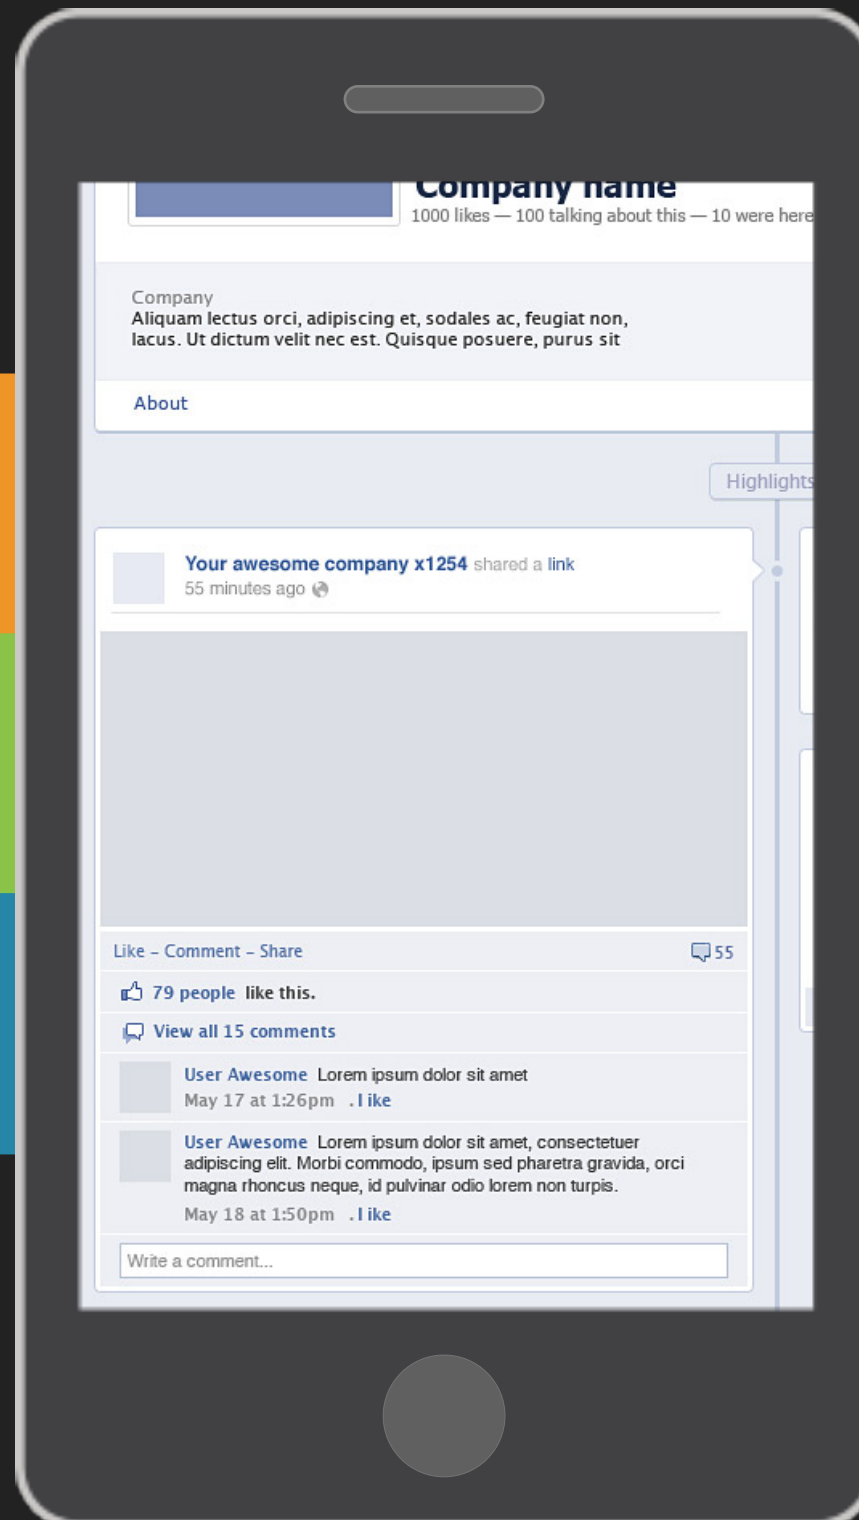 Company name
1000 likes — 100 talking about this — 10 were here
Company
Aliquam lectus orci, adipiscing et, sodales ac, feugiat non,
lacus. Ut dictum velit nec est. Quisque posuere, purus sit
About
Highlights
Your awesome company x1254 shared a link
55 minutes ago
Like – Comment – Share 55
79 people like this.
View all 15 comments
User Awesome Lorem ipsum dolor sit amet
May 17 at 1:26pm . I ike
User Awesome Lorem ipsum dolor sit amet, consectetuer
adipiscing elit. Morbi commodo, ipsum sed pharetra gravida, orci
magna rhoncus neque, id pulvinar odio lorem non turpis.
May 18 at 1:50pm . I ike
Write a comment...